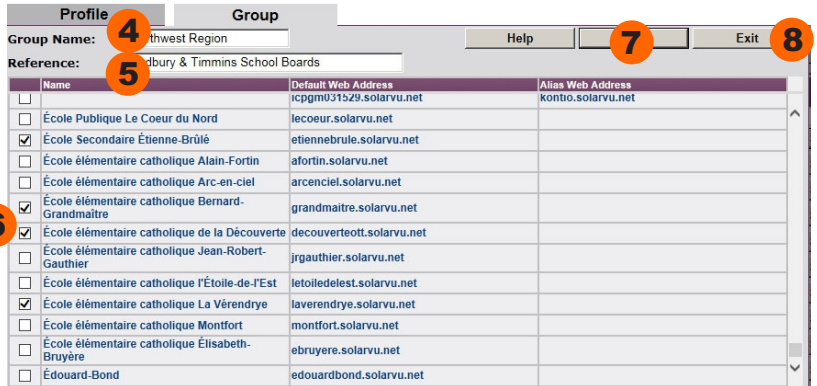 Profile Group
Group Name: 4 thwest Region Help 7 Exit 8
Reference: 5 dbury & Timmins School Boards
Name Default Web Address Alias Web Address
icpgm031529.solarvu.net kontio.solarvu.net
École Publique Le Coeur du Nord lecoeur.solarvu.net
École Secondaire Étienne-Brûlé etiennebrule.solarvu.net
École élémentaire catholique Alain-Fortin afortin.solarvu.net
École élémentaire catholique Arc-en-ciel arcenciel.solarvu.net
École élémentaire catholique Bernard-
Grandmaître grandmaitre.solarvu.net
6 École élémentaire catholique de la Découverte decouverteott.solarvu.net
École élémentaire catholique Jean-Robert-
Gauthier jrgauthier.solarvu.net
École élémentaire catholique l'Étoile-de-l'Est letoiledelest.solarvu.net
École élémentaire catholique La Vérendrye laverendrye.solarvu.net
École élémentaire catholique Montfort montfort.solarvu.net
École élémentaire catholique Élisabeth-
Bruyère ebruyere.solarvu.net
Édouard-Bond edouardbond.solarvu.net